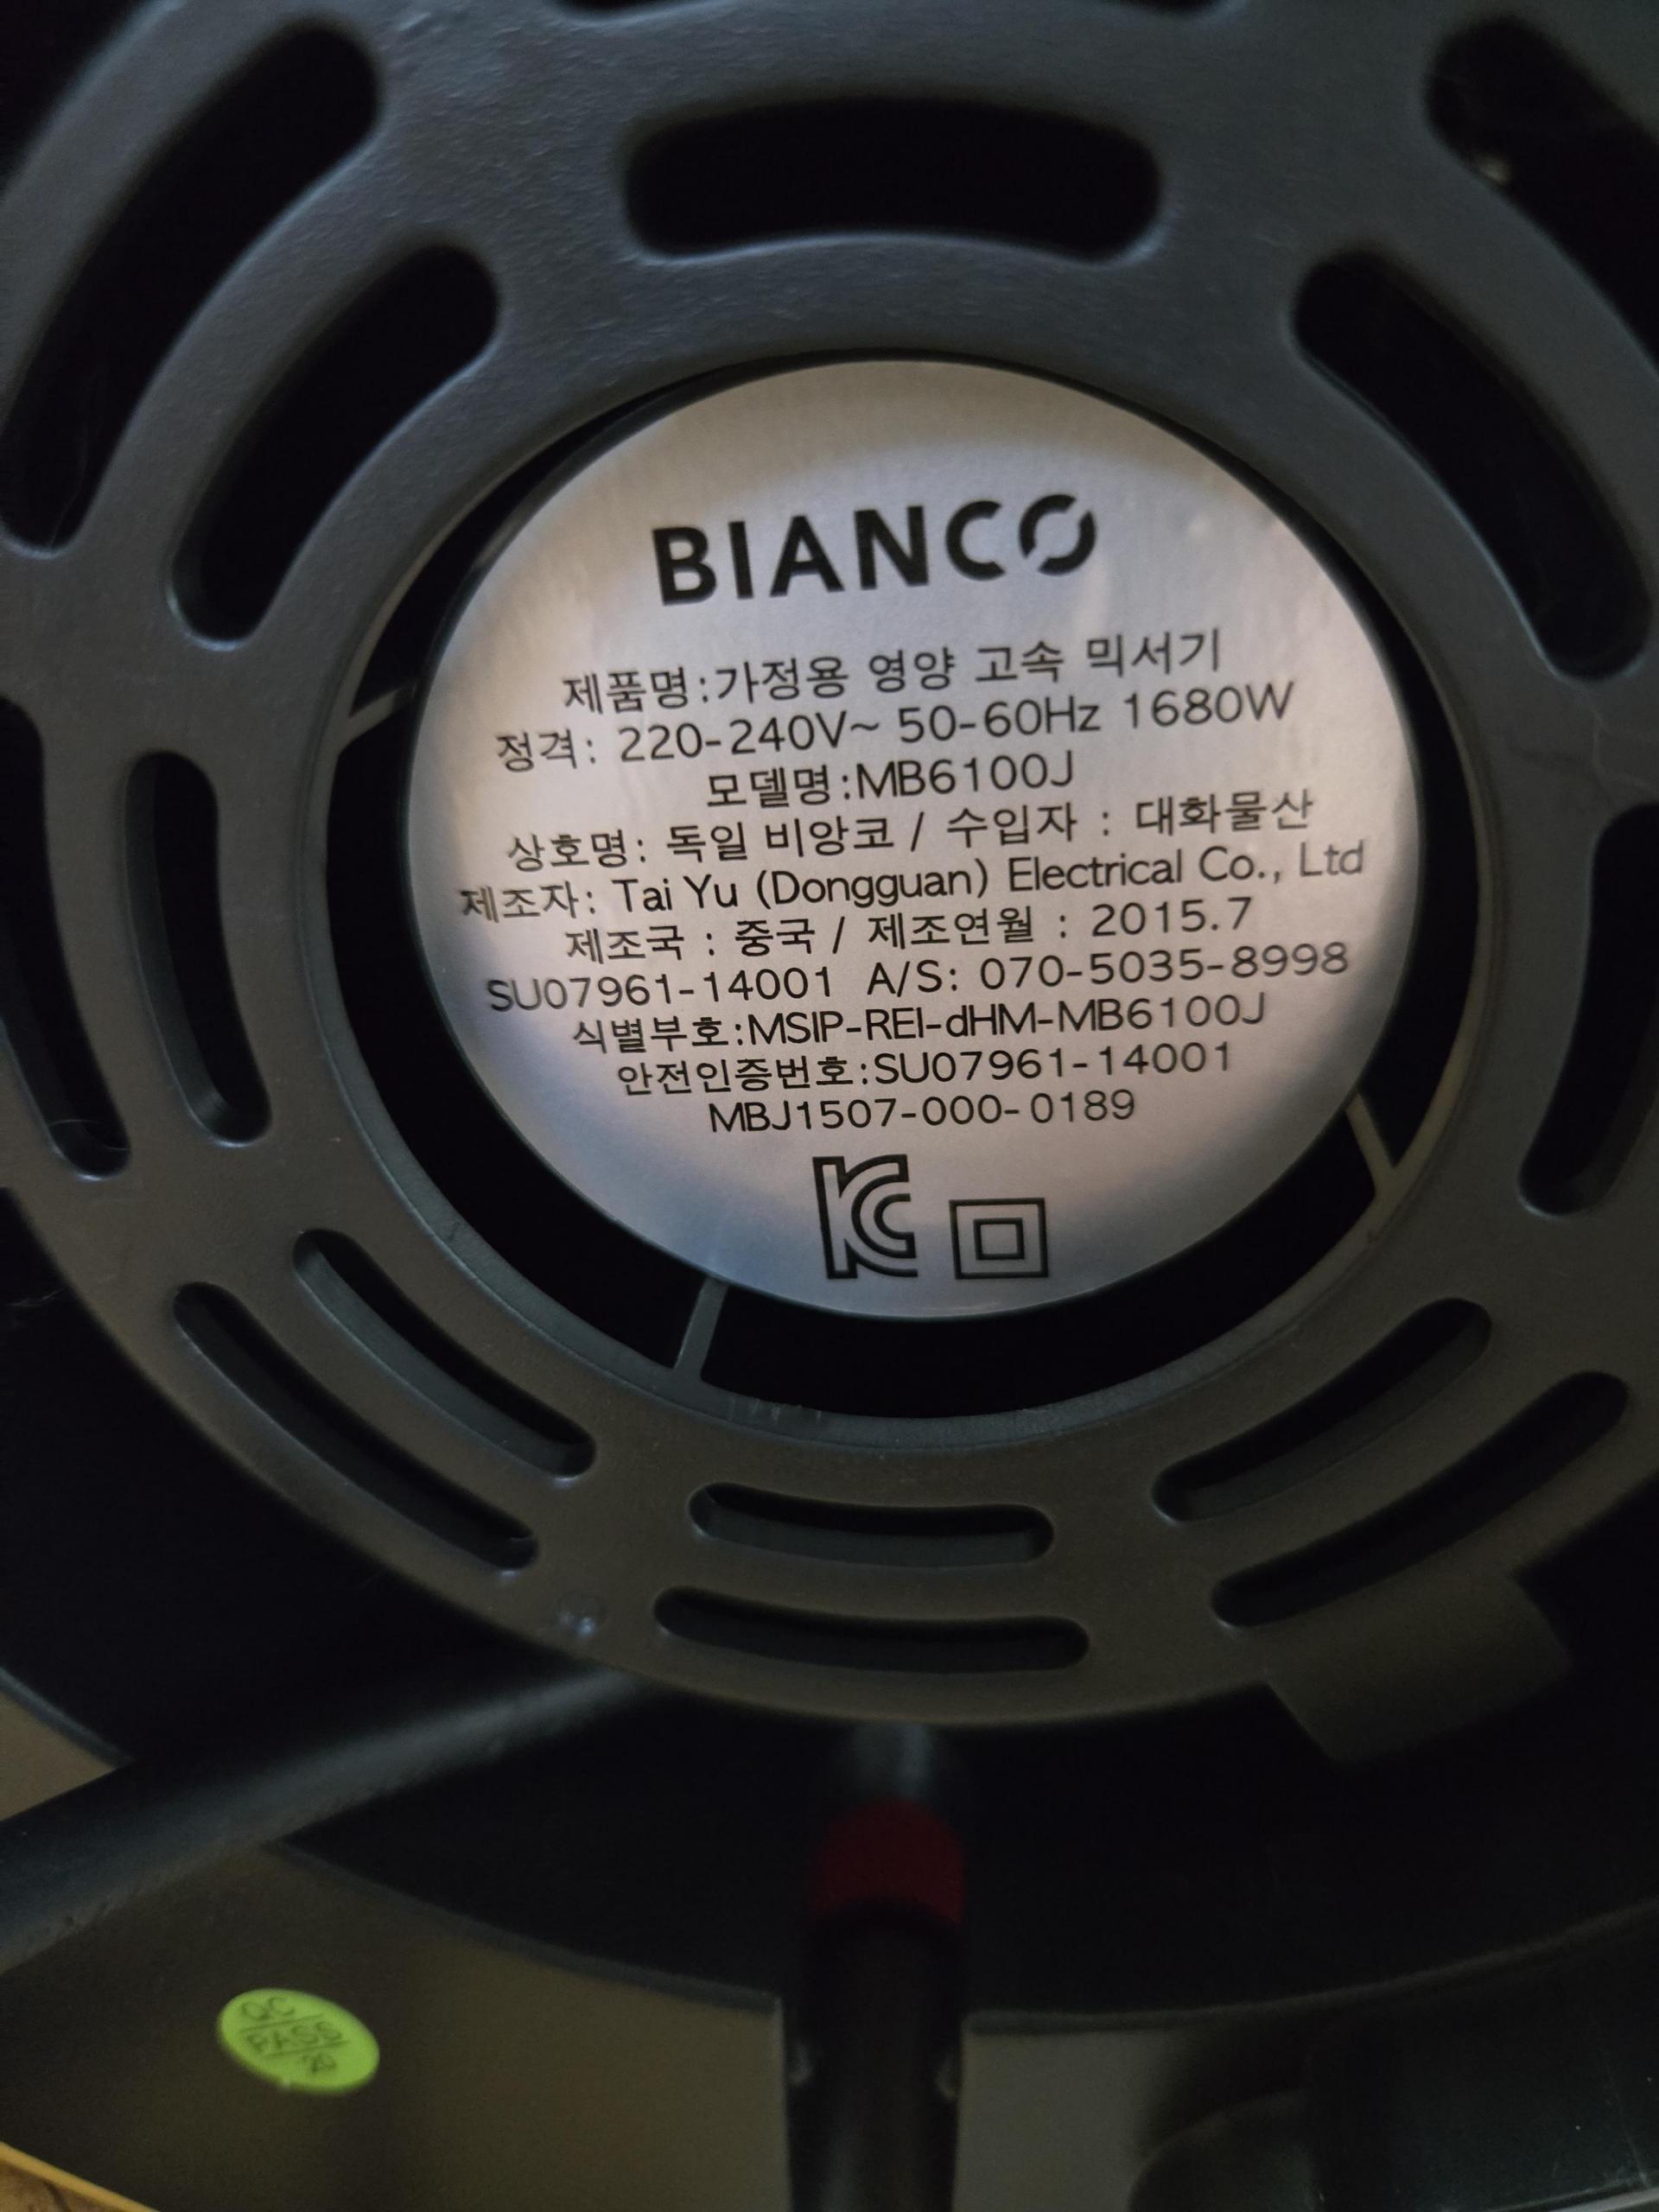 BIANCO
제품명:가정용 영양 고속 믹서기
정격: 220-240V~ 50-60Hz 1680W
모델명:MB6100J
상호명: 독일 비앙코 / 수입자 : 대화물산
제조자: Tai Yu (Dongguan) Electrical Co., Ltd
제조국 : 중국 / 제조연월 : 2015.7
SU07961-14001 A/S: 070-5035-8998
식별부호:MSIP-REI-dHM-MB6100J
안전인증번호:SU07961-14001
MBJ1507-000-0189
KC
QC
PASS